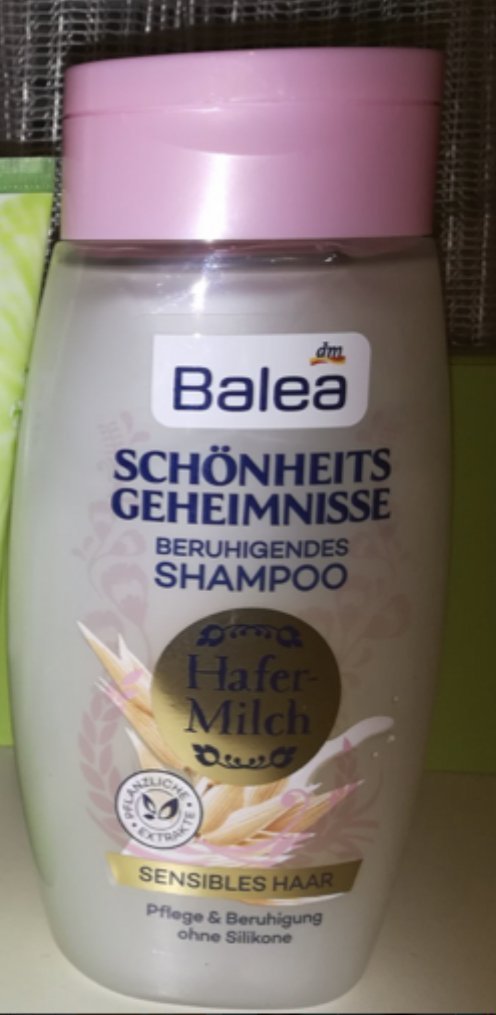 dm
Balea
SCHÖNHEITS
GEHEIMNISSE
BERUHIGENDES
SHAMPOO
Hafer-
Milch
PFLANZLICHE
EXTRAKTE
SENSIBLES HAAR
Pflege & Beruhigung
ohne Silikone